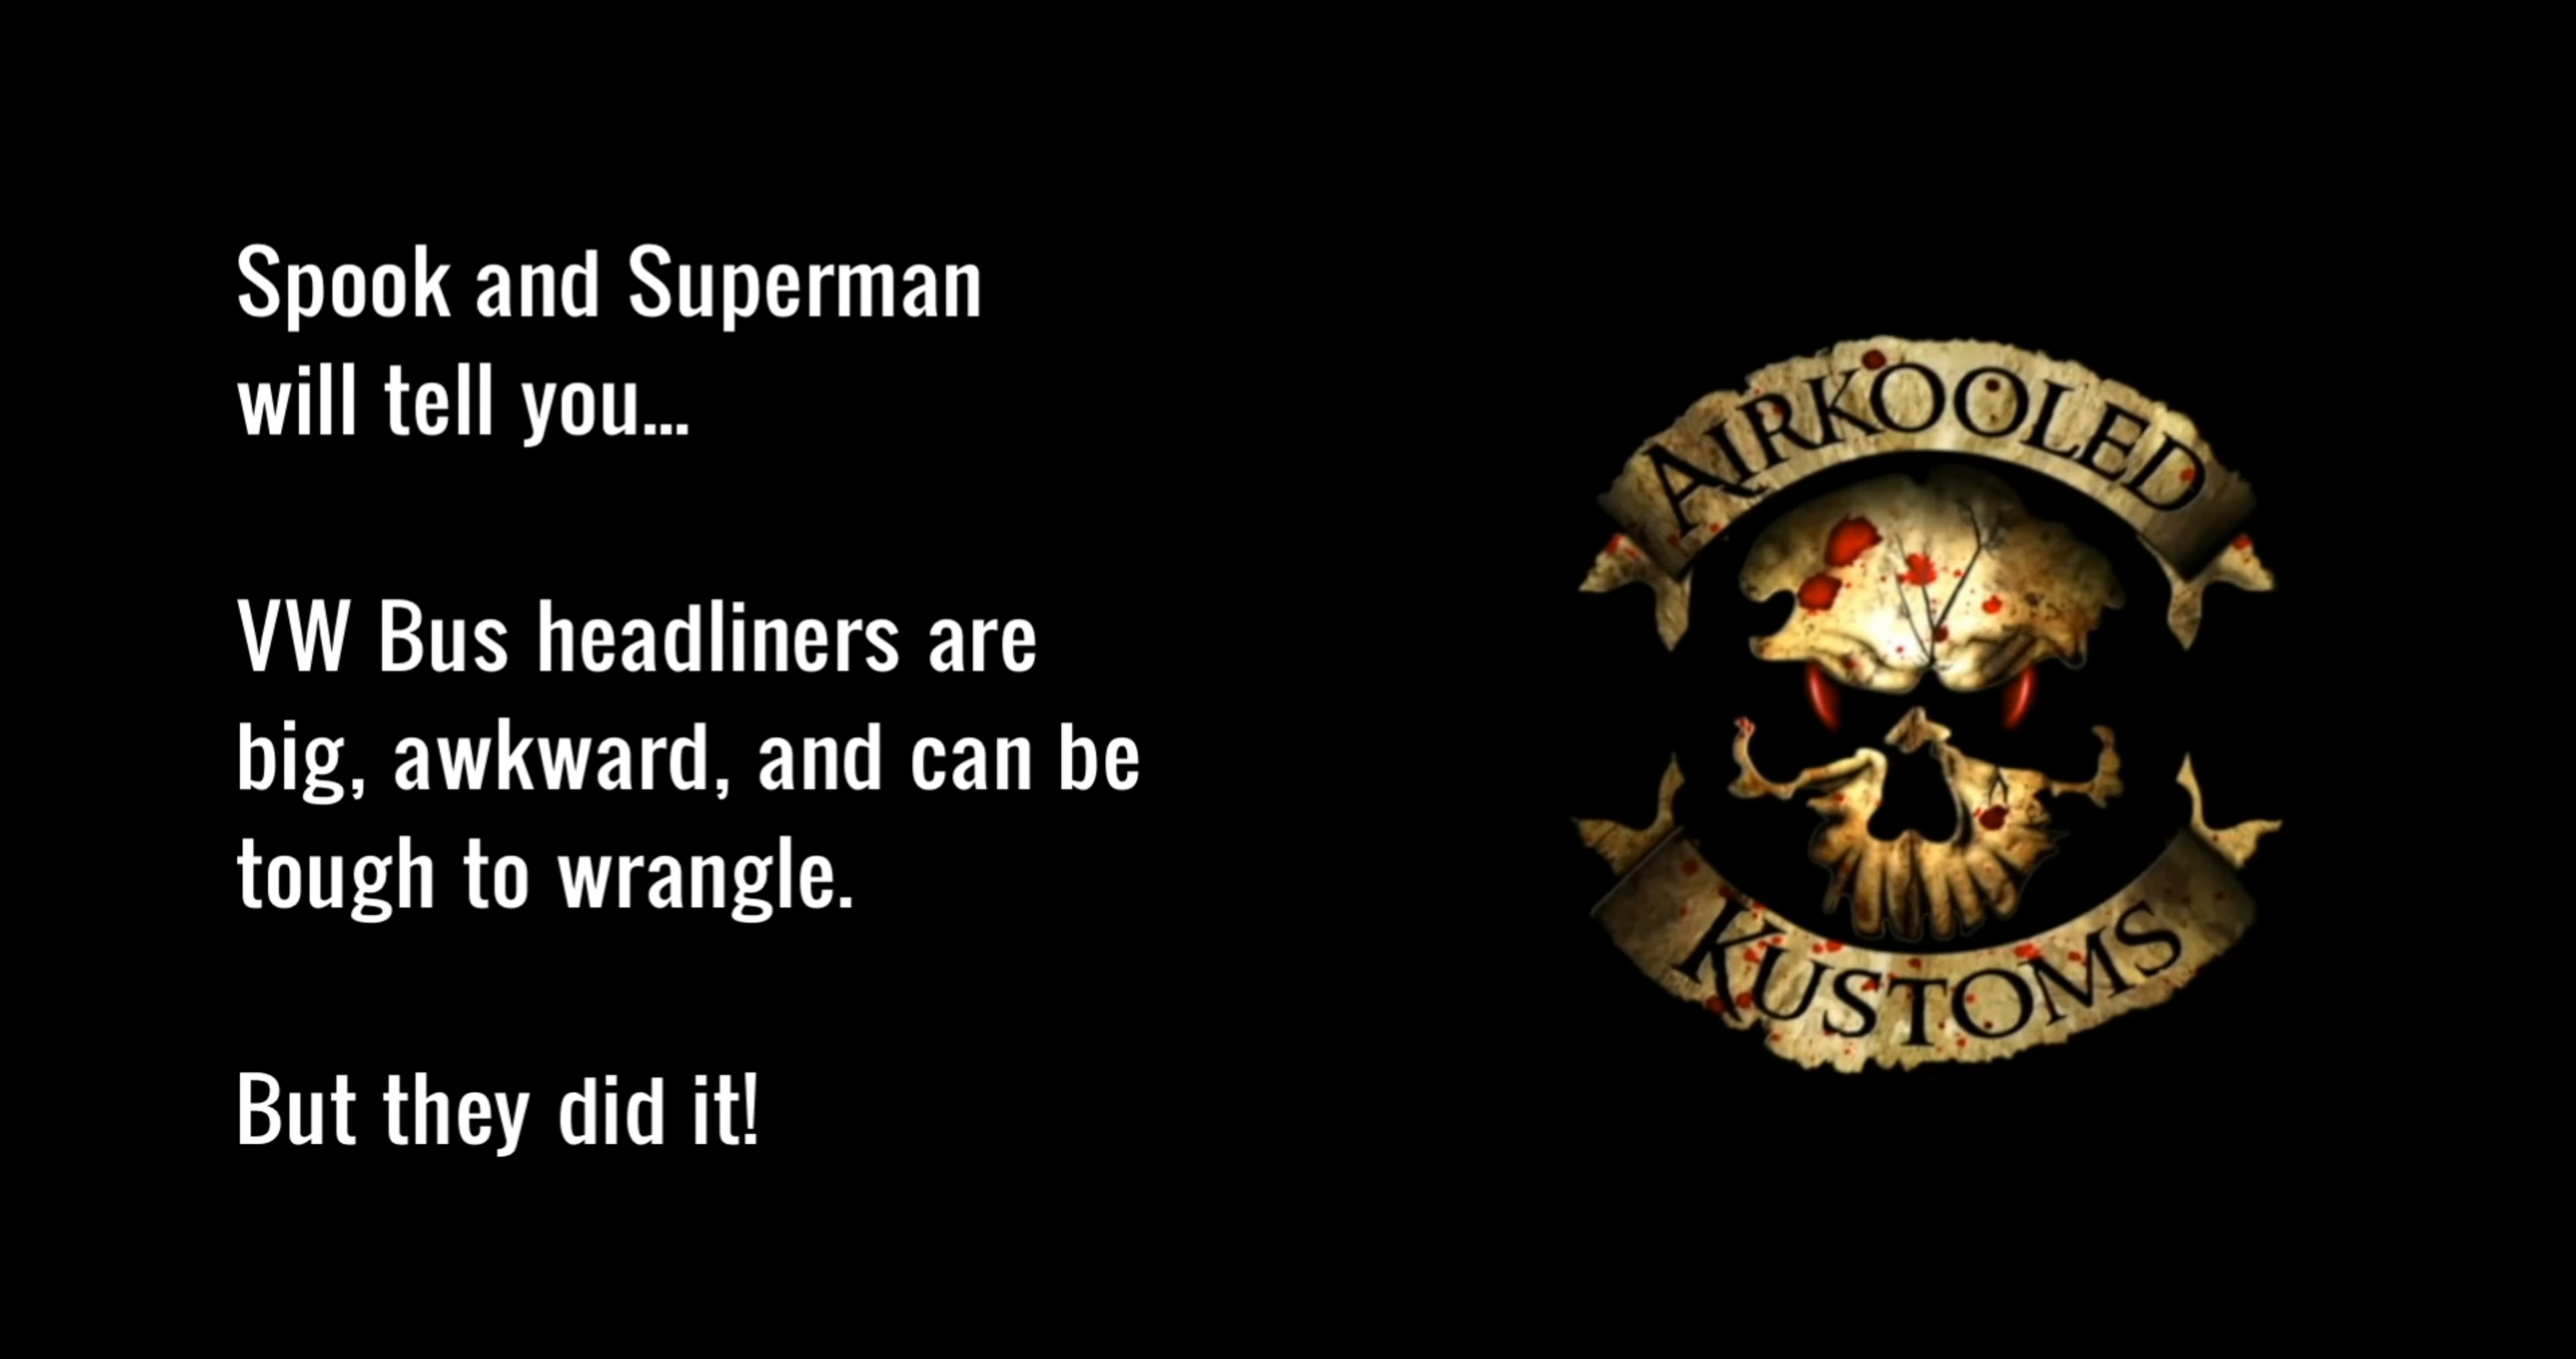 Spook and Superman
will tell you...
VW Bus headliners are
big, awkward, and can be
tough to wrangle.
But they did it!
AIRKOOLED
KUSTOMS